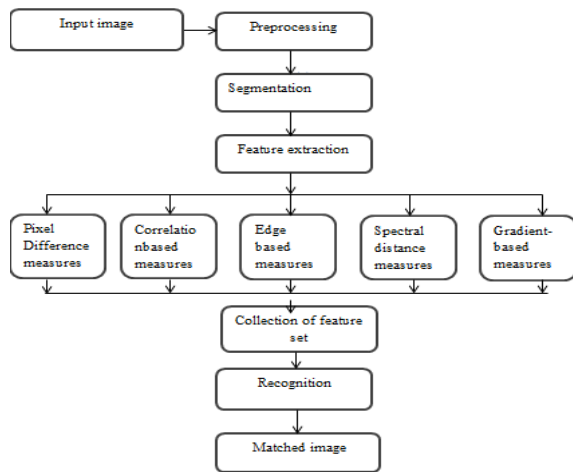 Input image
Preprocessing
Segmentation
Feature extraction
Pixel
Difference
measures
Correlatio
nbased
measures
Edge
based
measures
Spectral
distance
measures
Gradient-
based
measures
Collection of feature
set
Recognition
Matched image